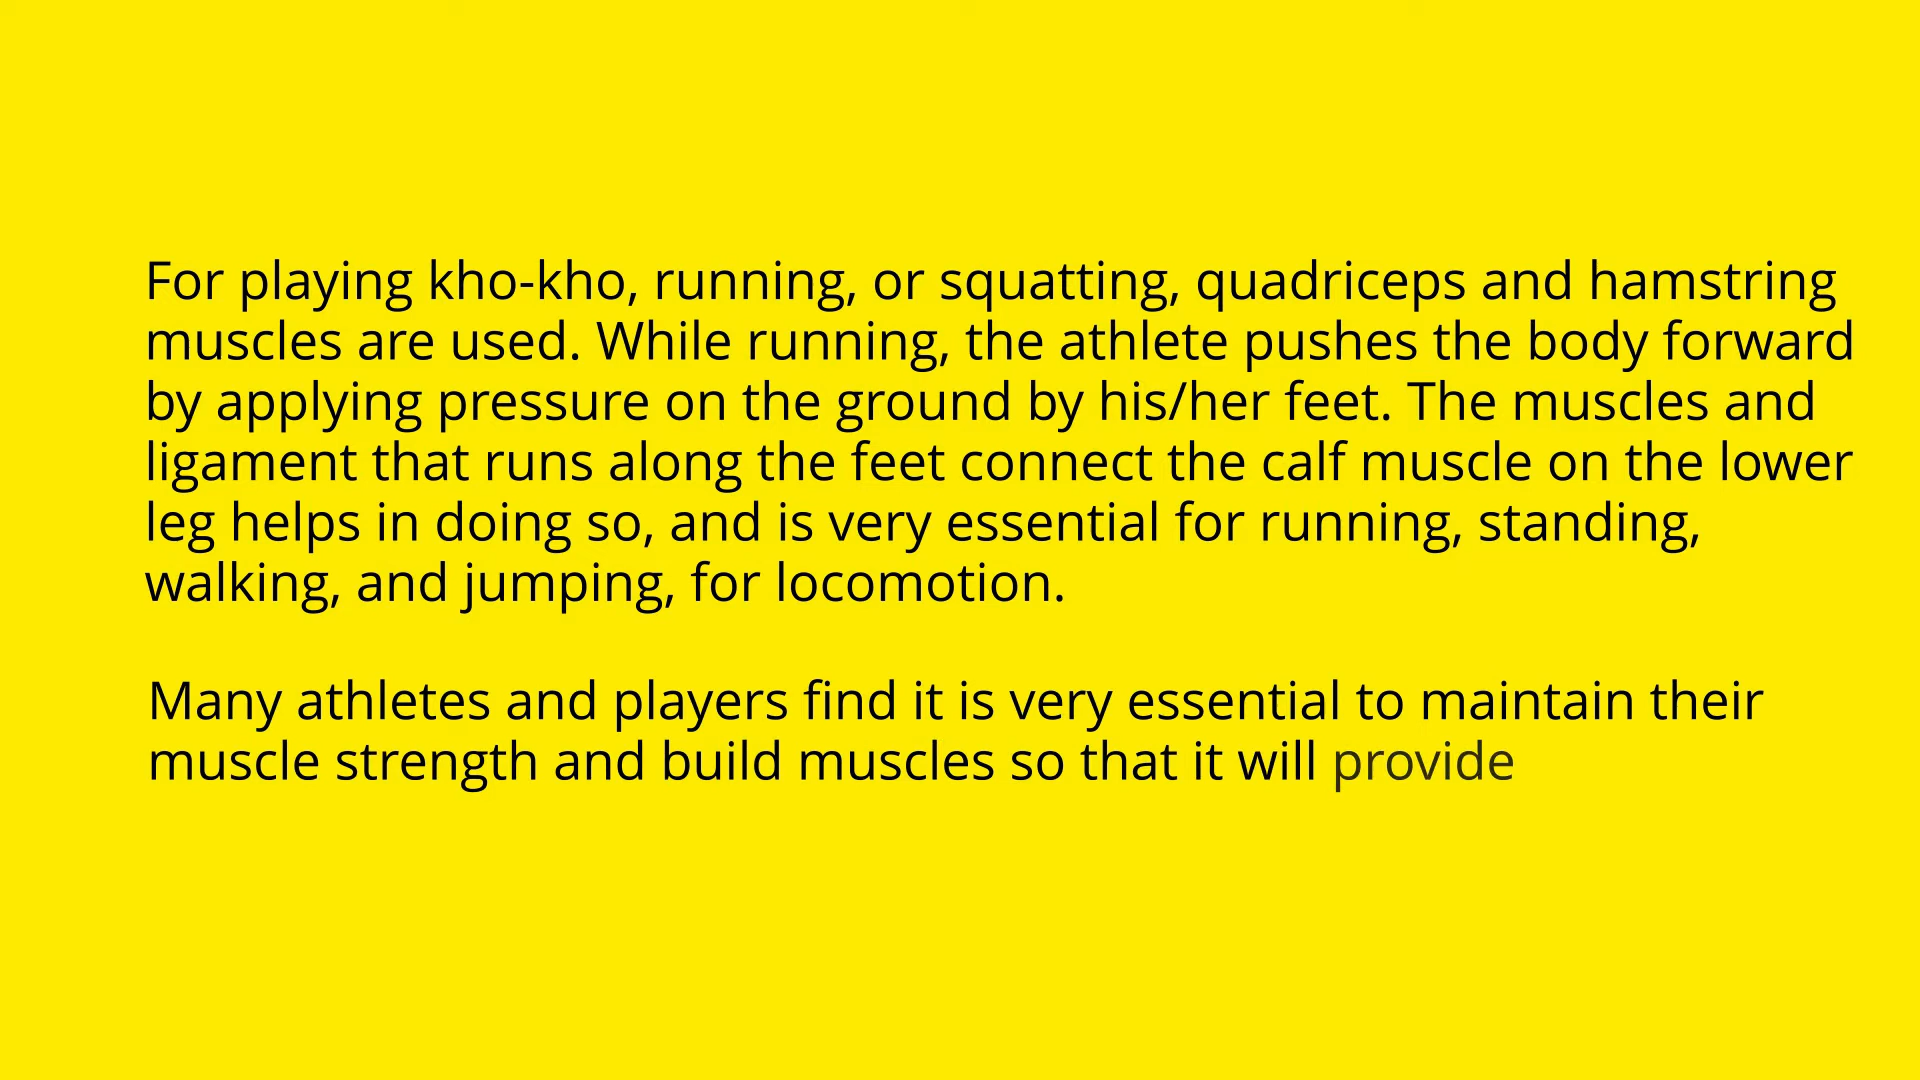 For playing kho-kho, running, or squatting, quadriceps and hamstring
muscles are used. While running, the athlete pushes the body forward
by applying pressure on the ground by his/her feet. The muscles and
ligament that runs along the feet connect the calf muscle on the lower
leg helps in doing so, and is very essential for running, standing,
walking, and jumping, for locomotion.
Many athletes and players find it is very essential to maintain their
muscle strength and build muscles so that it will provide